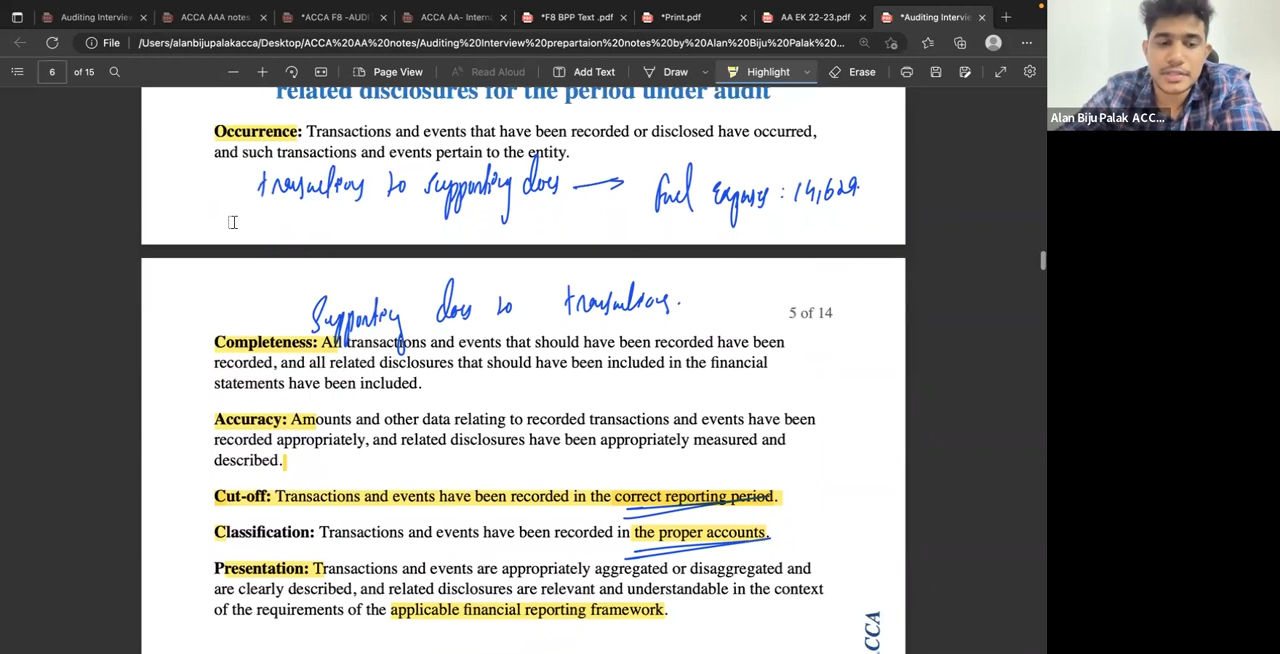 Auditing Interview
ACCA AAA notes
*ACCA F8 -AUDI
ACCA AA- Interna
*F8 BPP Text .pdf
*Print.pdf
AA EK 22-23.pdf
*Auditing Intervie
File /Users/alanbijupalakacca/Desktop/ACCA%20AA%20notes/Auditing%20Interview%20prepartaion%20notes%20by%20Alan%20Biju%20Palak%20...
6 of 15 Page View Read Aloud Add Text Draw Highlight Erase
related disclosures for the period under audit
Occurrence: Transactions and events that have been recorded or disclosed have occurred,
and such transactions and events pertain to the entity.
transactions to supporting docs → fuel expenses : 14,629
Supporting docs to transactions.
5 of 14
Completeness: All transactions and events that should have been recorded have been
recorded, and all related disclosures that should have been included in the financial
statements have been included.
Accuracy: Amounts and other data relating to recorded transactions and events have been
recorded appropriately, and related disclosures have been appropriately measured and
described.
Cut-off: Transactions and events have been recorded in the correct reporting period.
Classification: Transactions and events have been recorded in the proper accounts.
Presentation: Transactions and events are appropriately aggregated or disaggregated and
are clearly described, and related disclosures are relevant and understandable in the context
of the requirements of the applicable financial reporting framework.
ACCA
Alan Biju Palak ACC...